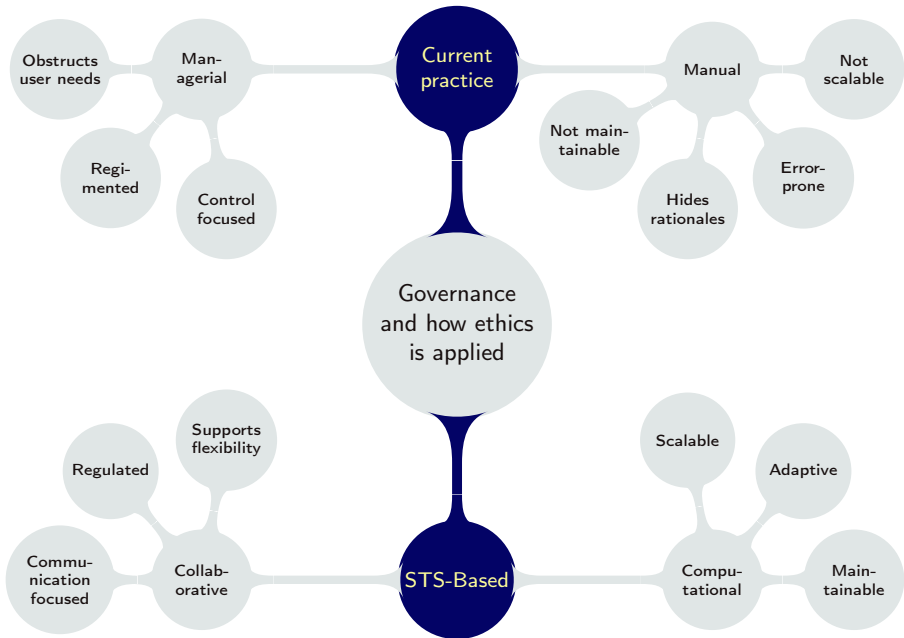 Obstructs
user needs
Man-
agerial
Current
practice
Manual
Not
scalable
Not main-
tainable
Regi-
mented
Control
focused
Hides
rationales
Error-
prone
Governance
and how ethics
is applied
Supports
flexibility
Regulated
Scalable
Adaptive
Commu-
nication
focused
Collab-
orative
STS-Based
Compu-
tational
Main-
tainable